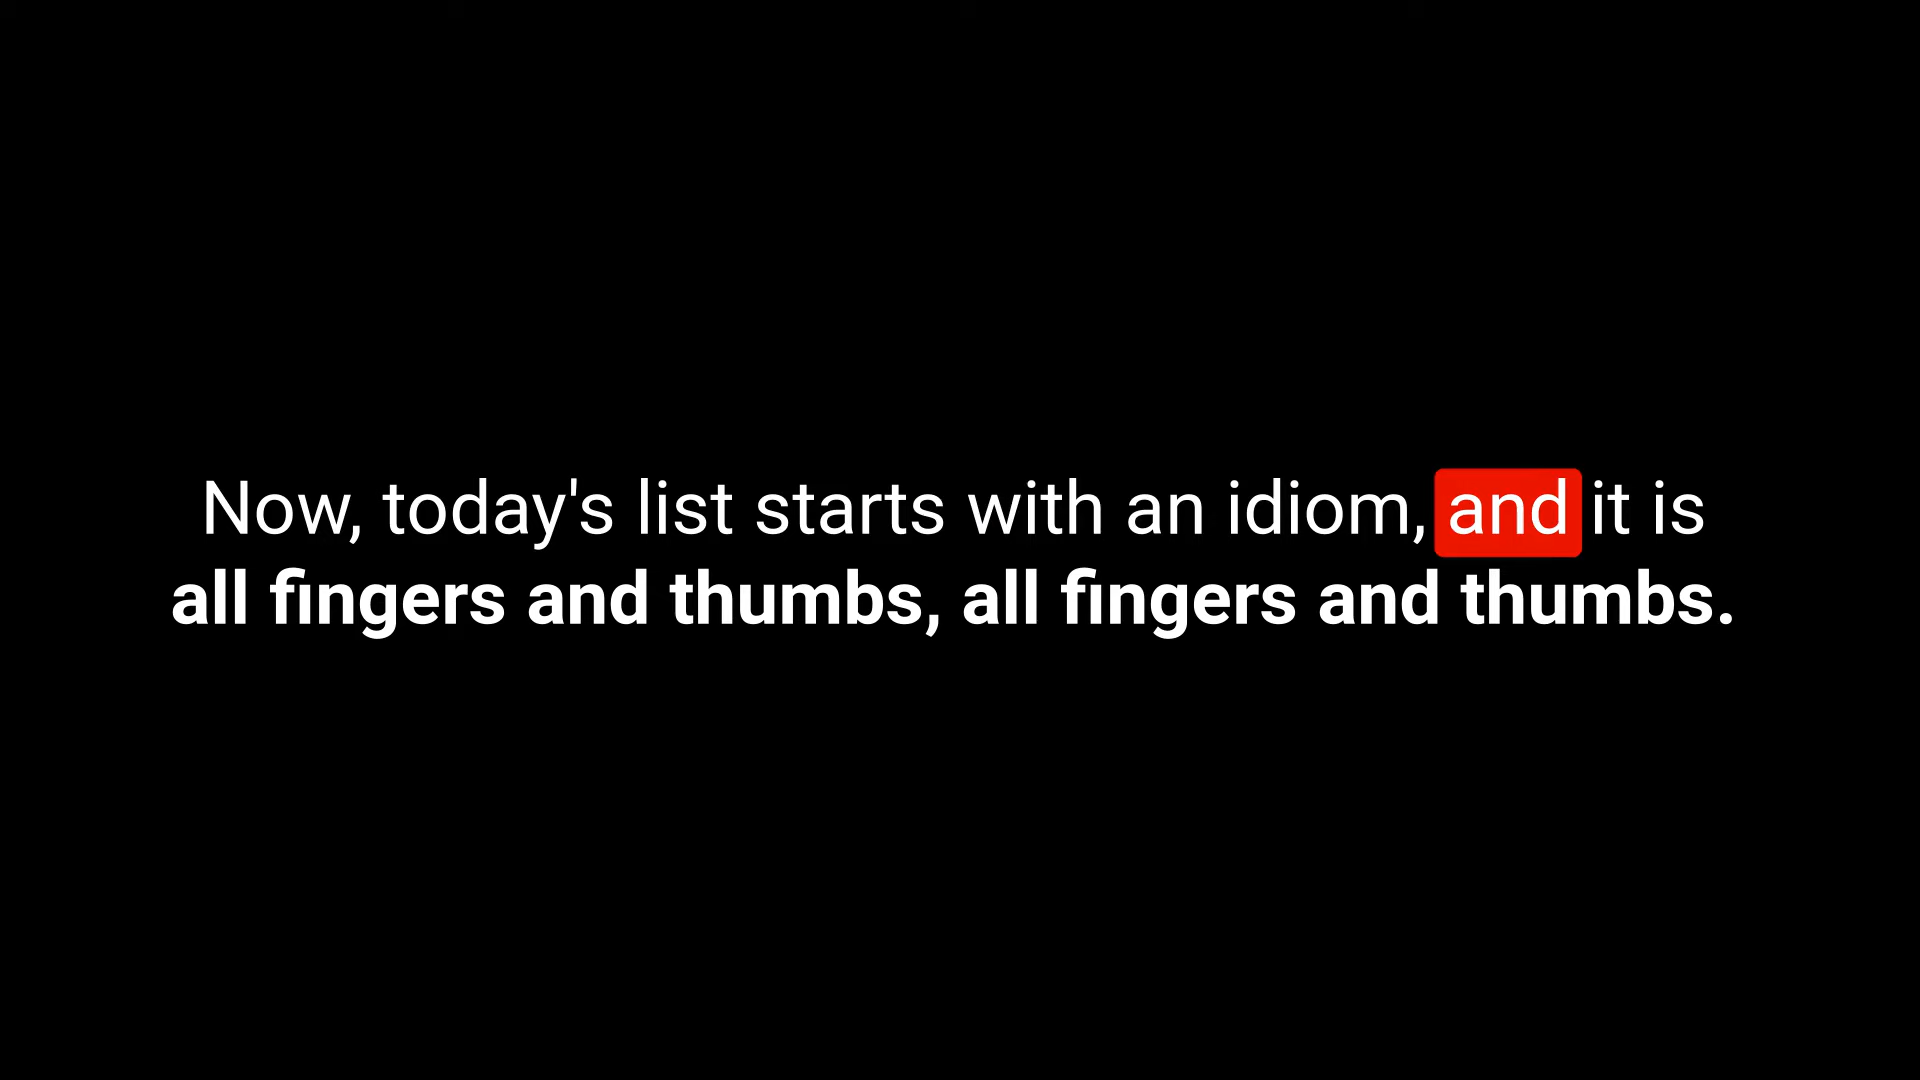 Now, today's list starts with an idiom, and it is
all fingers and thumbs, all fingers and thumbs.